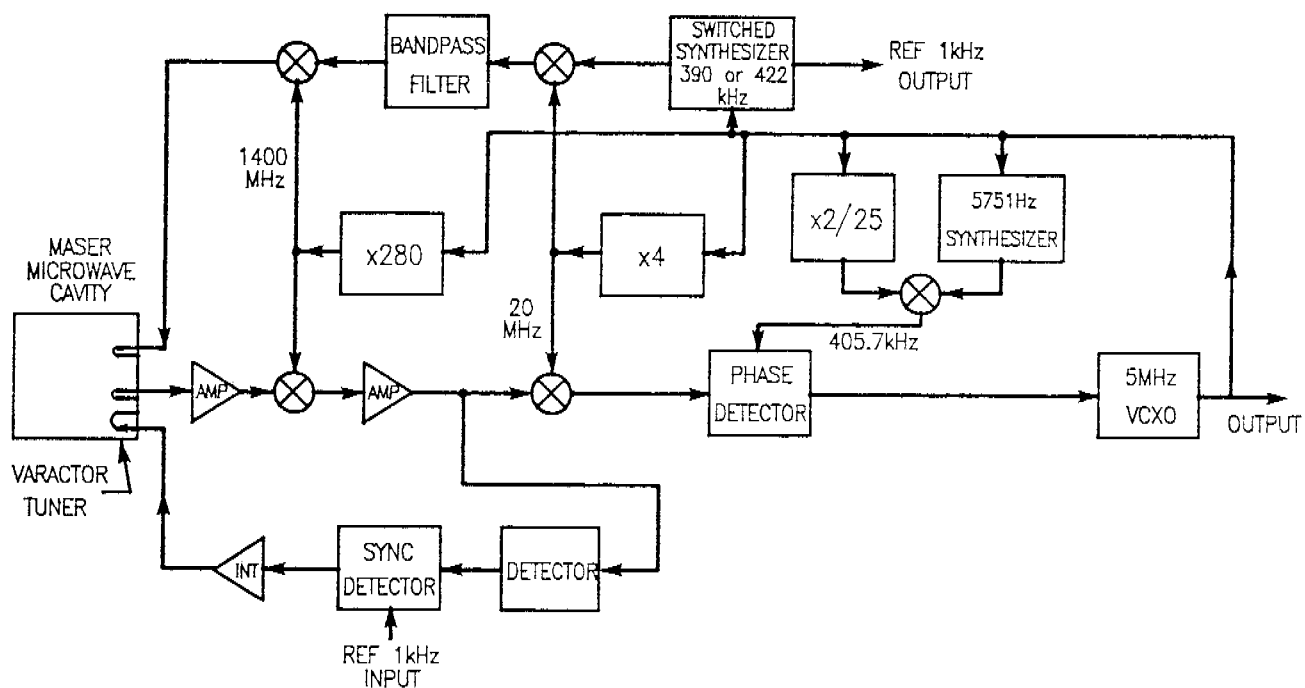 SWITCHED
SYNTHESIZER
390 or 422
kHz
REF 1kHz
OUTPUT
BANDPASS
FILTER
1400
MHz
x280
x4
x2/25
5751Hz
SYNTHESIZER
MASER
MICROWAVE
CAVITY
20
MHz
405.7kHz
AMP
AMP
PHASE
DETECTOR
5MHz
VCXO
OUTPUT
VARACTOR
TUNER
INT
SYNC
DETECTOR
DETECTOR
REF 1kHz
INPUT